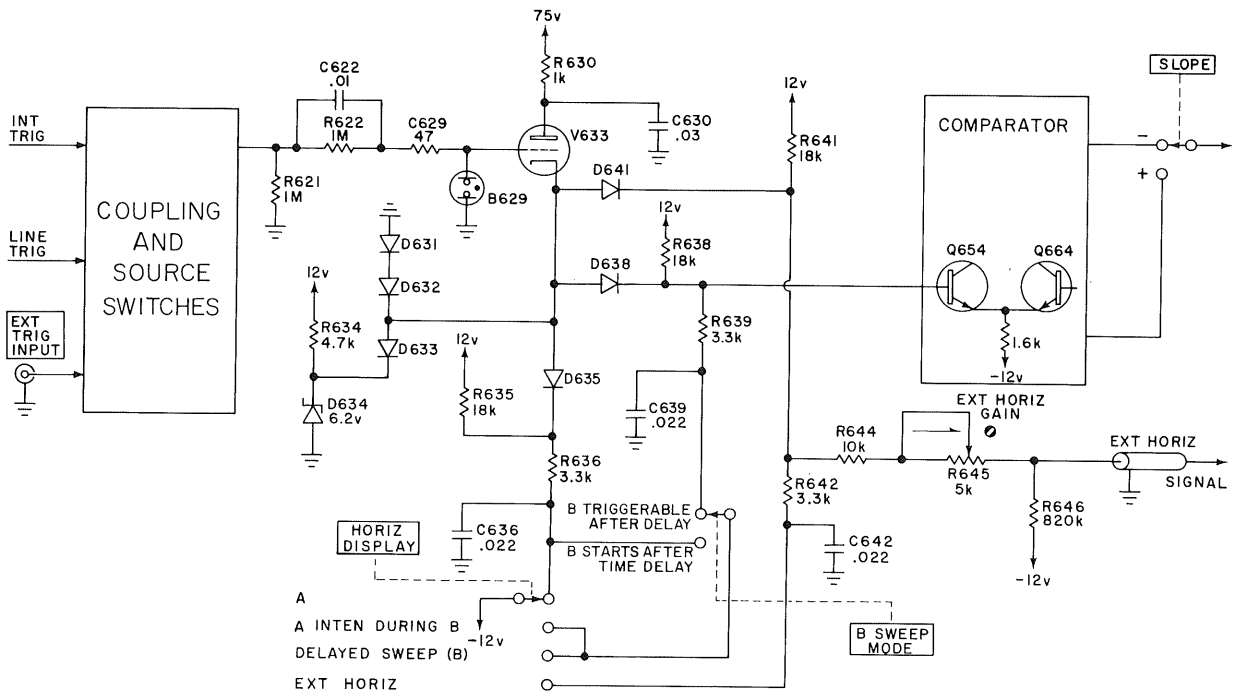 INT
TRIG
LINE
TRIG
EXT
TRIG
INPUT
COUPLING
AND
SOURCE
SWITCHES
C622
.01
R622
1M
R621
1M
C629
47
B629
75v
R630
1k
V633
C630
.03
D631
D632
D633
12v
R634
4.7k
D634
6.2v
12v
R635
18k
D641
D638
D635
12v
R638
18k
R639
3.3k
C639
.022
R636
3.3k
C636
.022
12v
R641
18k
R642
3.3k
C642
.022
COMPARATOR
Q654
Q664
1.6k
-12v
SLOPE
-
+
EXT HORIZ
GAIN
R644
10k
R645
5k
R646
820k
-12v
EXT HORIZ
SIGNAL
B TRIGGERABLE
AFTER DELAY
B STARTS AFTER
TIME DELAY
B SWEEP
MODE
HORIZ
DISPLAY
A
-12v
A INTEN DURING B
DELAYED SWEEP (B)
EXT HORIZ